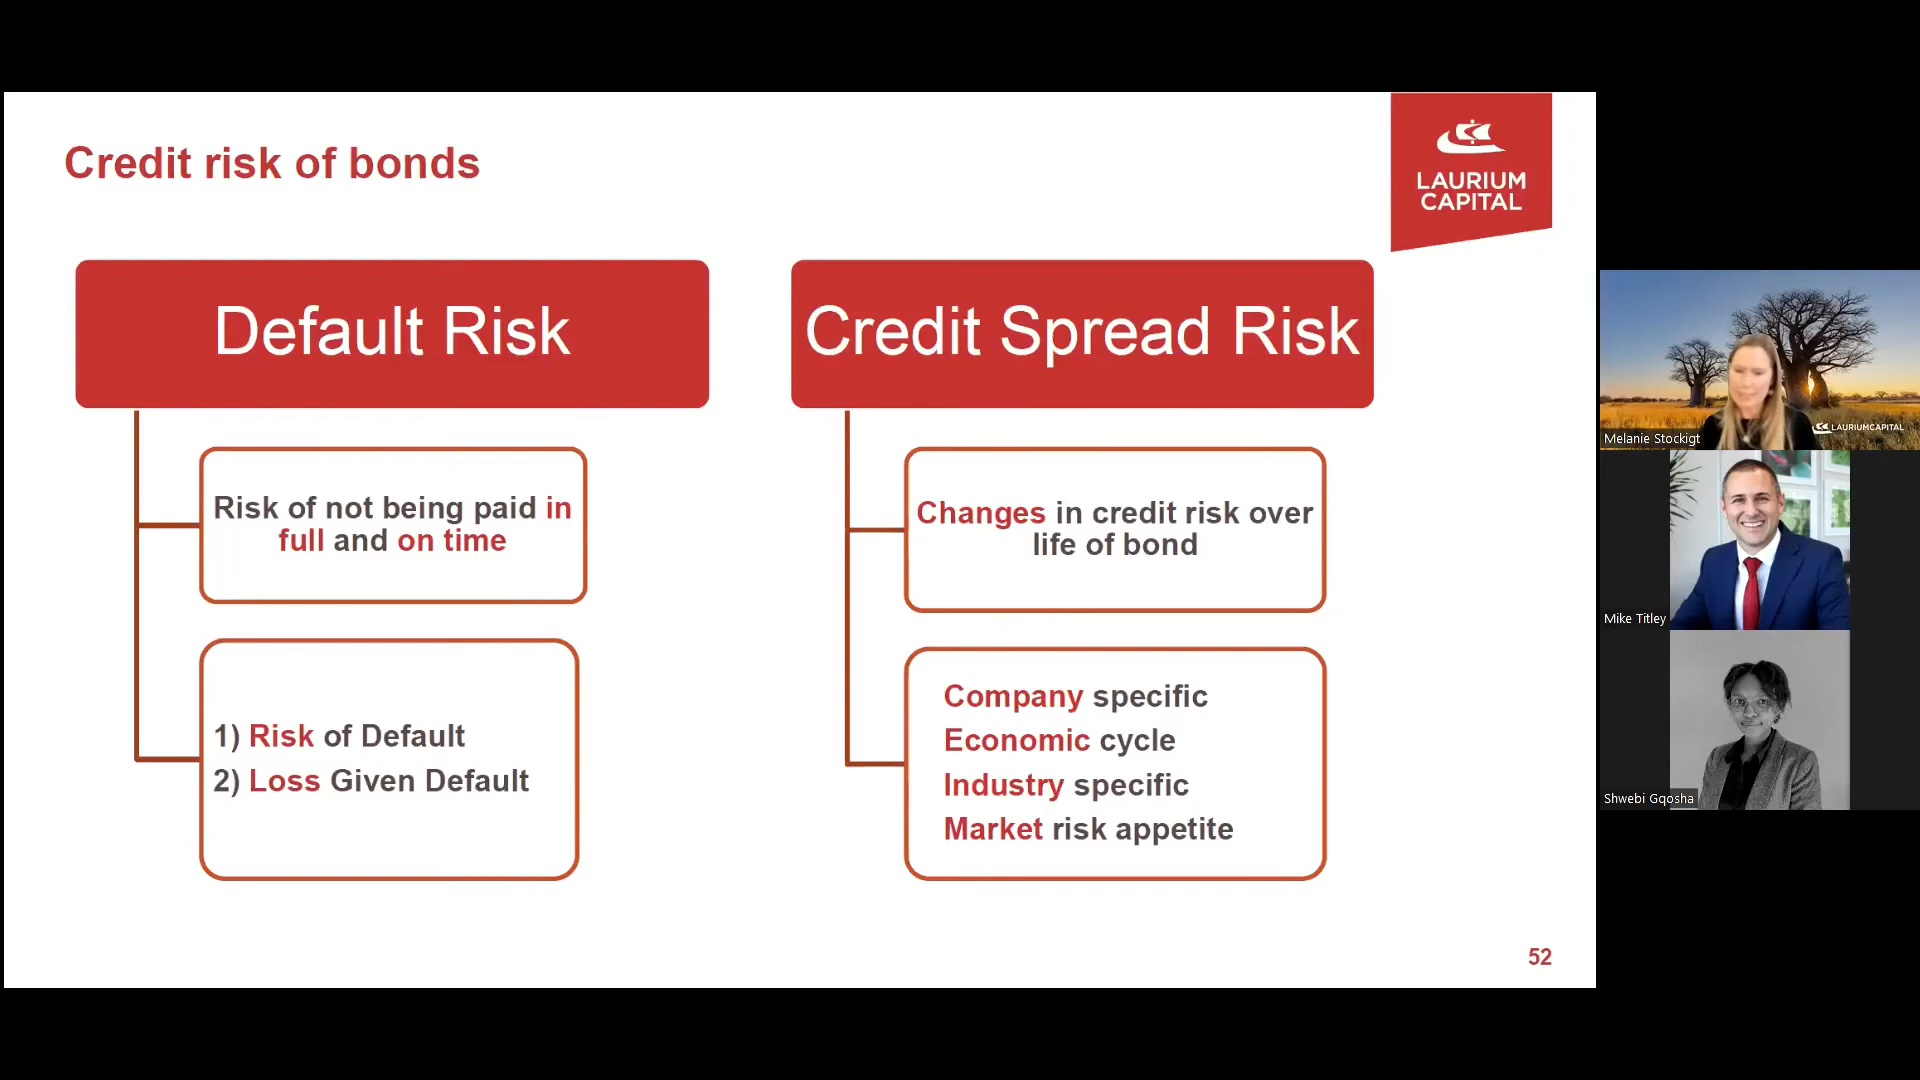 Credit risk of bonds
LAURIUM
CAPITAL
Default Risk
Risk of not being paid in
full and on time
1) Risk of Default
2) Loss Given Default
Credit Spread Risk
Changes in credit risk over
life of bond
Company specific
Economic cycle
Industry specific
Market risk appetite
52
LAURIUMCAPITAL
Melanie Stockigt
Mike Titley
Shwebi Gqosha